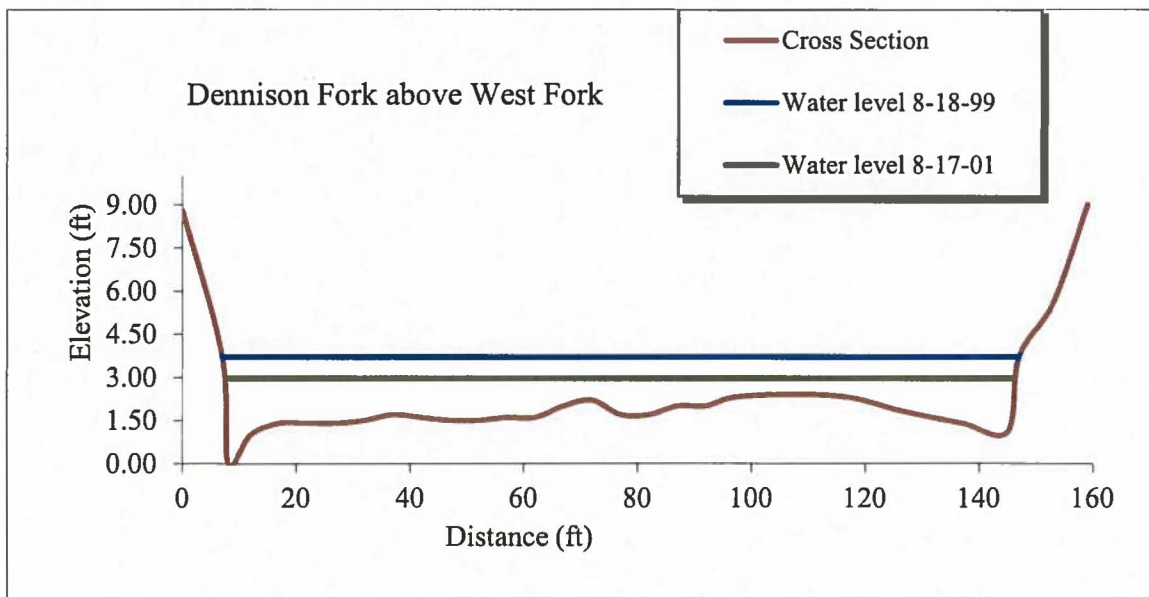 Cross Section
Dennison Fork above West Fork
Water level 8-18-99
Water level 8-17-01
Elevation (ft)
9.00
7.50
6.00
4.50
3.00
1.50
0.00
0 20 40 60 80 100 120 140 160
Distance (ft)